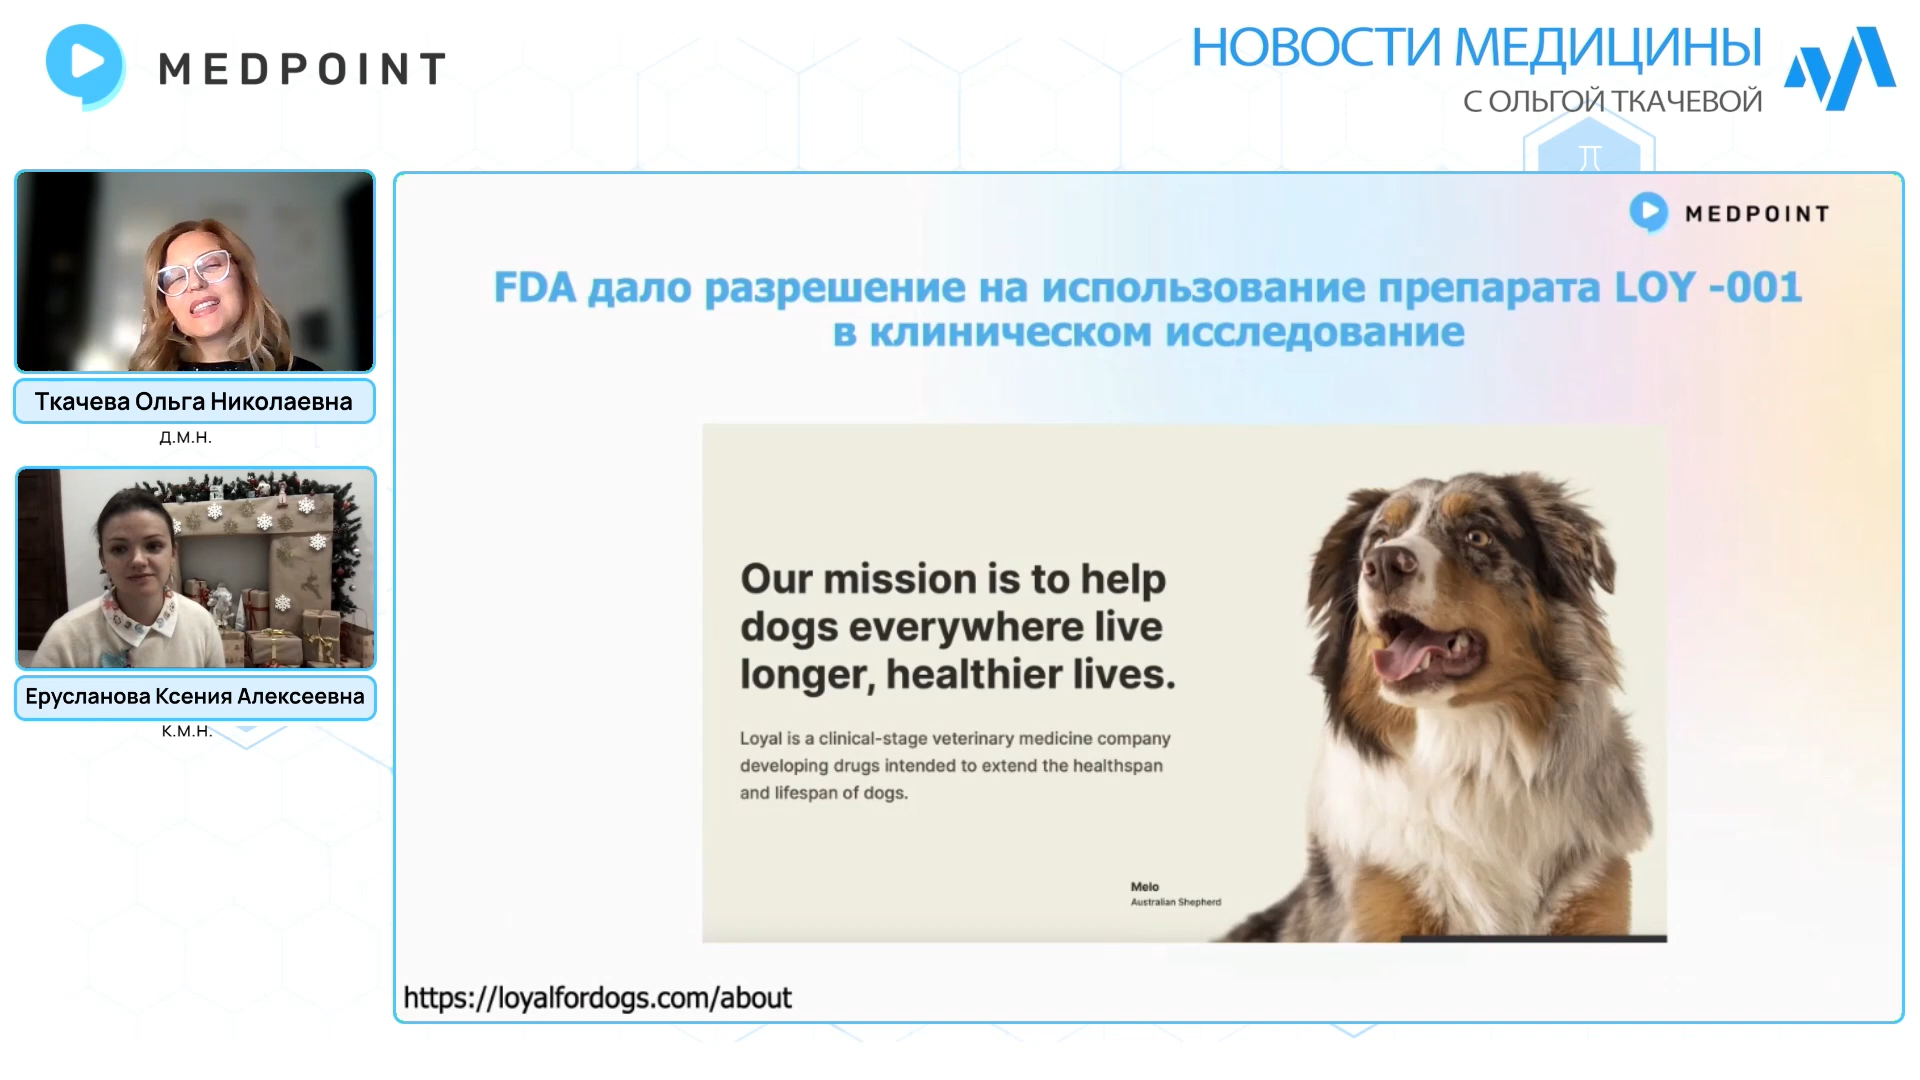 MEDPOINT
НОВОСТИ МЕДИЦИНЫ
С ОЛЬГОЙ ТКАЧЕВОЙ
Ткачева Ольга Николаевна
Д.М.Н.
Ерусланова Ксения Алексеевна
К.М.Н.
MEDPOINT
FDA дало разрешение на использование препарата LOY -001
в клиническом исследование
Our mission is to help
dogs everywhere live
longer, healthier lives.
Loyal is a clinical-stage veterinary medicine company
developing drugs intended to extend the healthspan
and lifespan of dogs.
Melo
Australian Shepherd
https://loyalfordogs.com/about